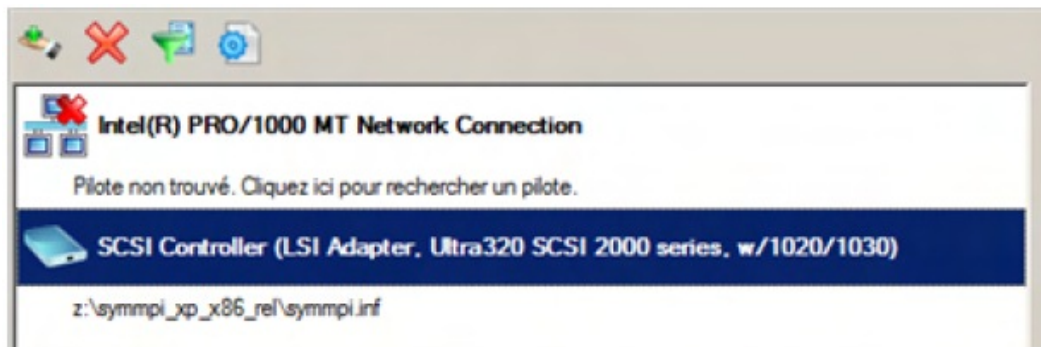 Intel(R) PRO/1000 MT Network Connection
Pilote non trouvé. Cliquez ici pour rechercher un pilote.
SCSI Controller (LSI Adapter, Ultra320 SCSI 2000 series, w/1020/1030)
z:\symmpi_xp_x86_rel\symmpi.inf